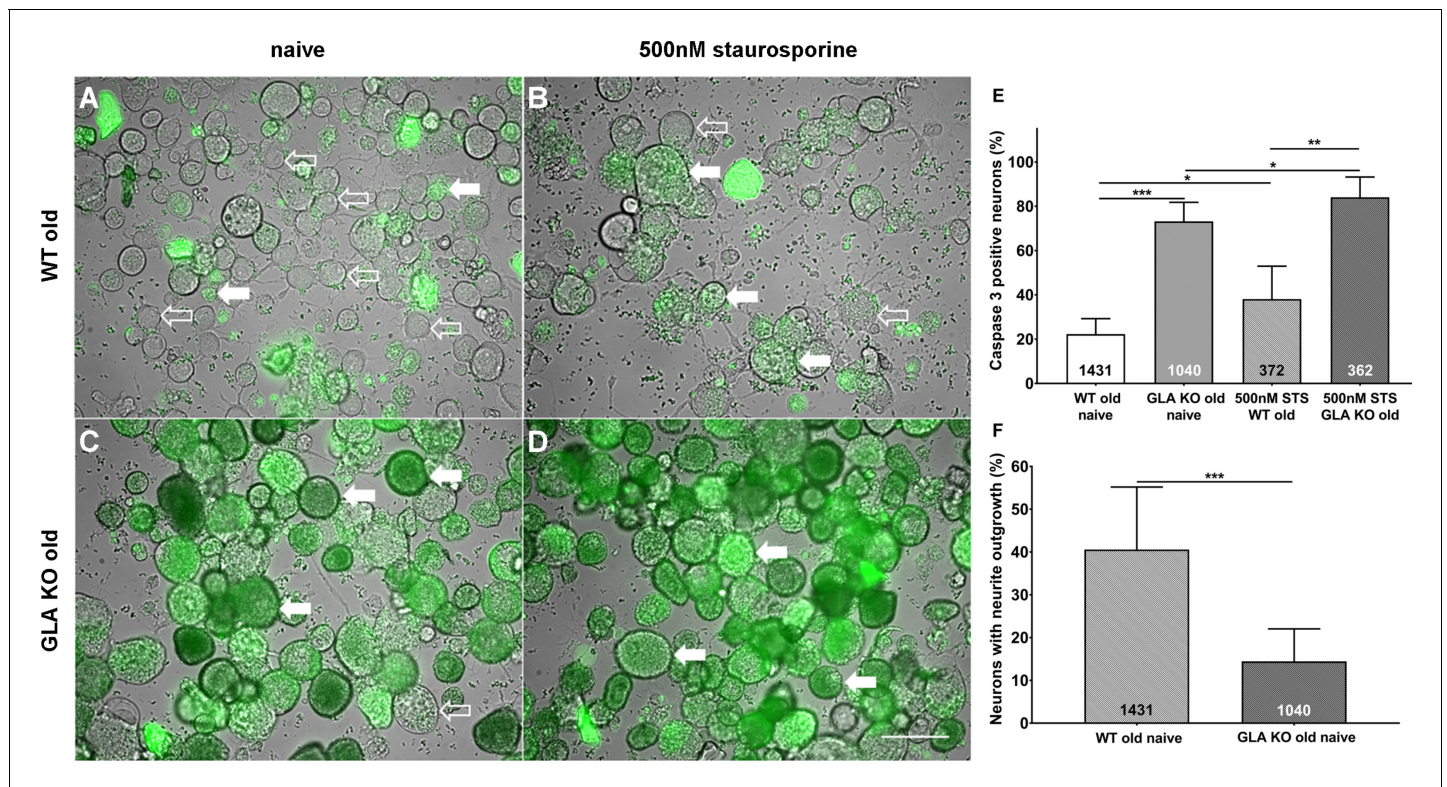 naive
500nM staurosporine
WT old
GLA KO old
A
B
C
D
E
Caspase 3 positive neurons (%)
100
80
60
40
20
0
***
*
*
**
1431
1040
372
362
WT old
naive
GLA KO old
naive
500nM STS
WT old
500nM STS
GLA KO old
F
Neurons with neurite outgrowth (%)
60
50
40
30
20
10
0
***
1431
1040
WT old naive
GLA KO old naive